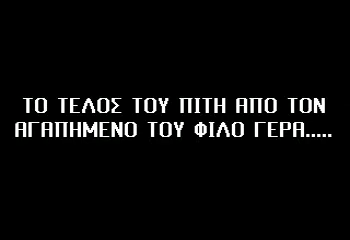 ΤΟ ΤΕΛΟΣ ΤΟΥ ΠΙΤΗ ΑΠΟ ΤΟΝ
ΑΓΑΠΗΜΕΝΟ ΤΟΥ ΦΙΛΟ ΓΕΡΑ.....